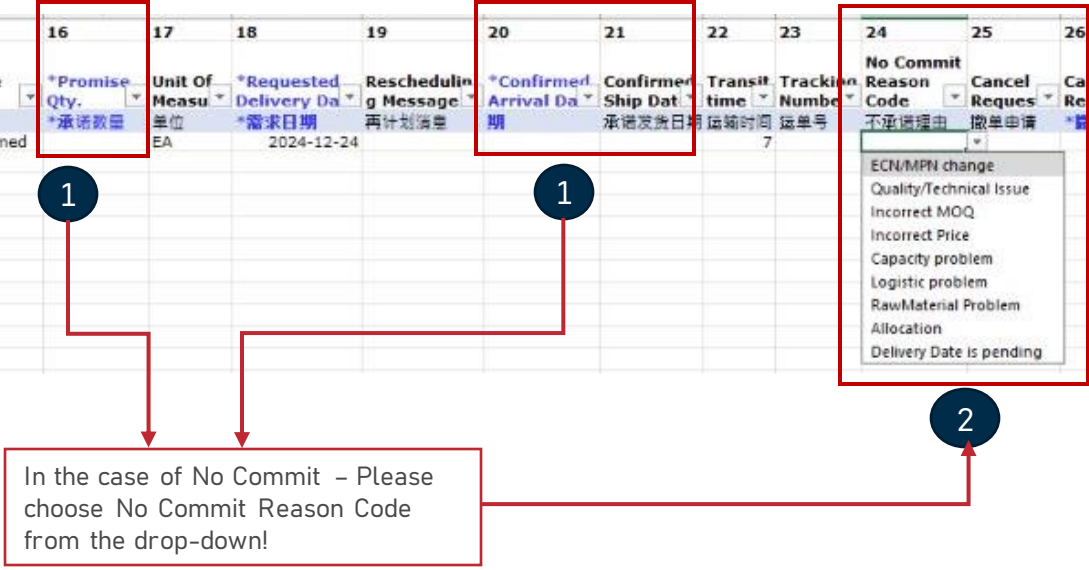 16 17 18 19 20 21 22 23 24 25 26
No Commit
*Promise Unit Of *Requested Reschedulin *Confirmed Confirmed Transit Tracking Reason Cancel Ca
Qty. Measu Delivery Da g Message Arrival Da Ship Dat time Numbe Code Reques Re
*承诺数量 单位 *需求日期 再计划消息 期 承诺发货日期 运输时间 运单号 不承诺理由 撤单申请
ned EA 2024-12-24 7
ECN/MPN change
Quality/Technical Issue
Incorrect MOQ
Incorrect Price
Capacity problem
Logistic problem
RawMaterial Problem
Allocation
Delivery Date is pending
1 1
2
In the case of No Commit – Please
choose No Commit Reason Code
from the drop-down!